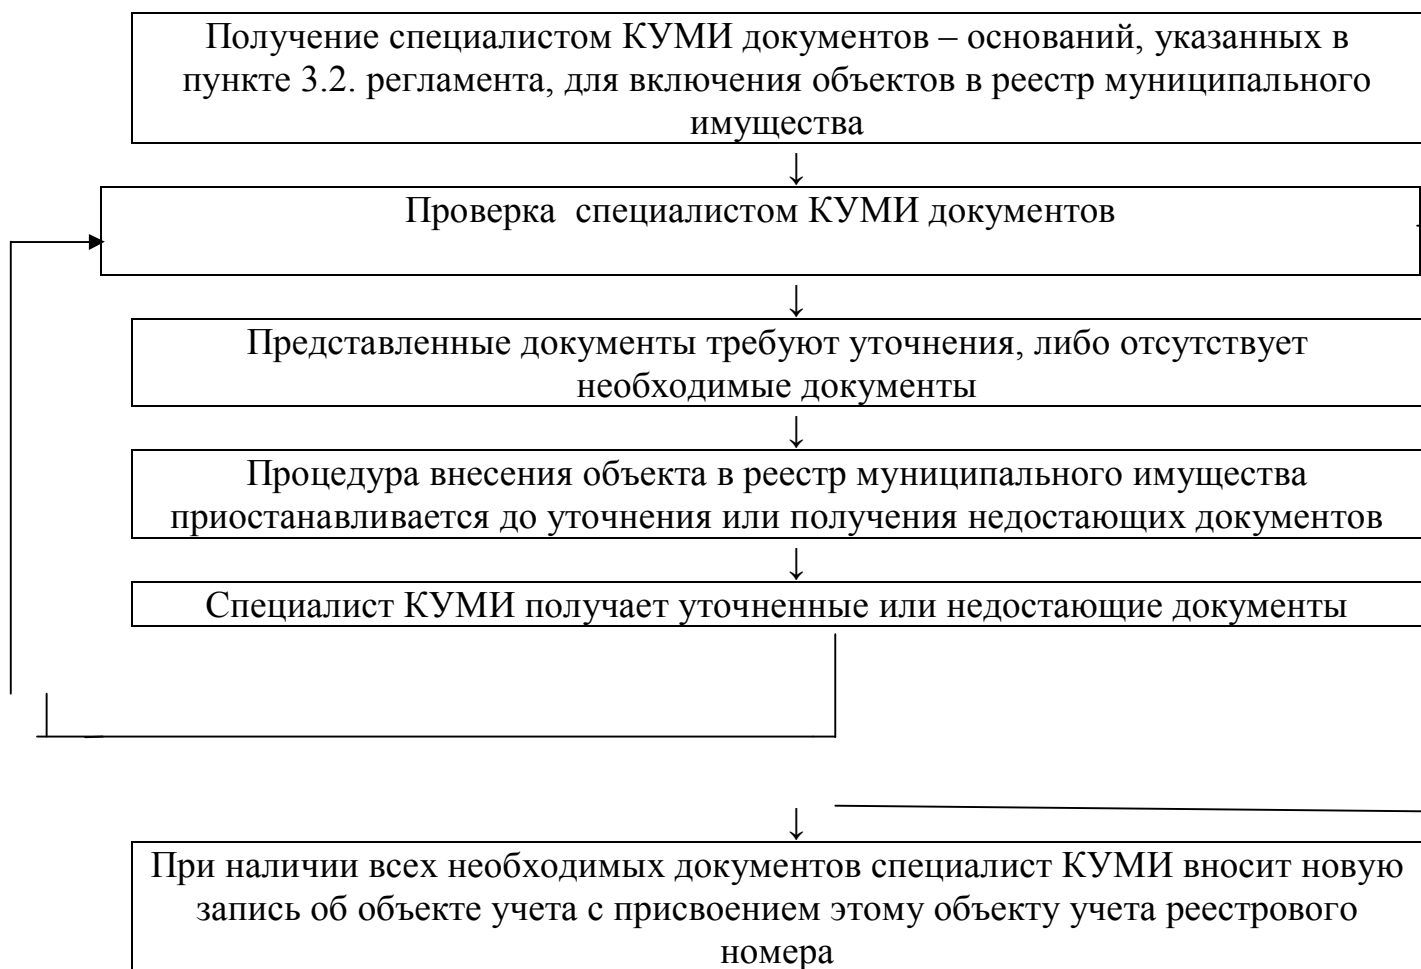 Получение специалистом КУМИ документов – оснований, указанных в
пункте 3.2. регламента, для включения объектов в реестр муниципального
имущества
↓
Проверка специалистом КУМИ документов
↓
Представленные документы требуют уточнения, либо отсутствует
необходимые документы
↓
Процедура внесения объекта в реестр муниципального имущества
приостанавливается до уточнения или получения недостающих документов
↓
Специалист КУМИ получает уточненные или недостающие документы
↓
При наличии всех необходимых документов специалист КУМИ вносит новую
запись об объекте учета с присвоением этому объекту учета реестрового
номера